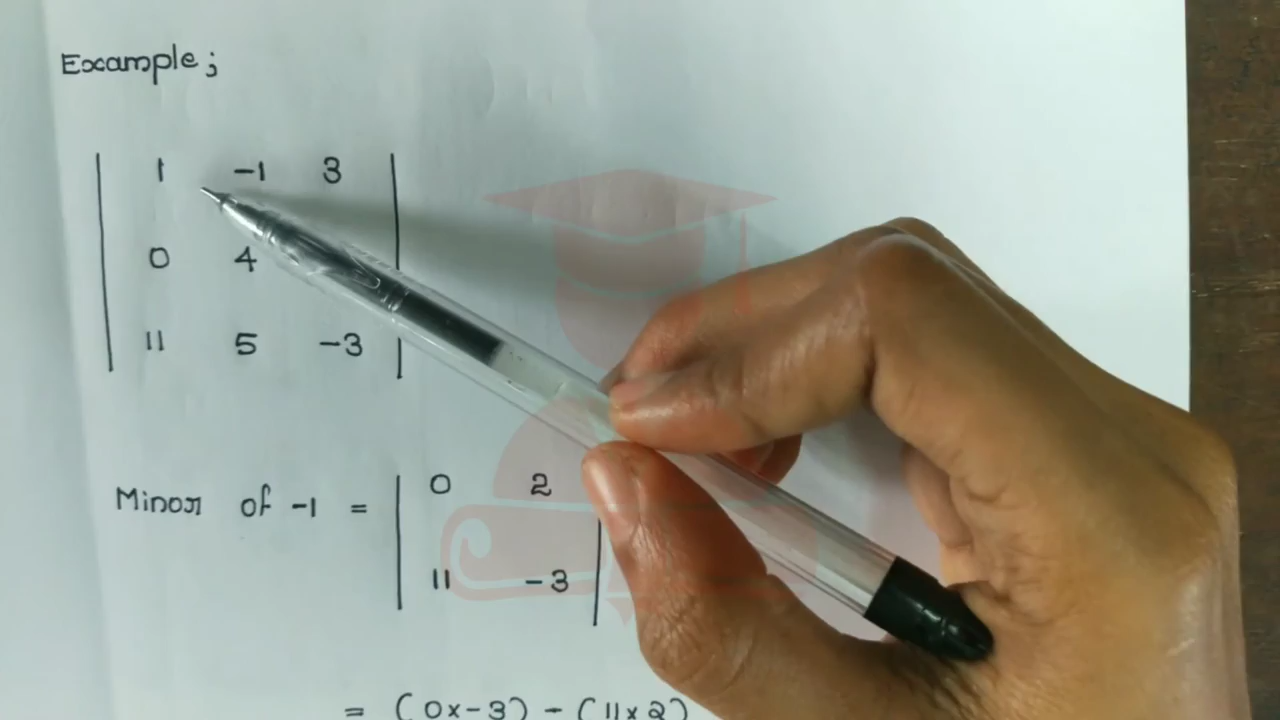 Example;
1 -1 3
0 4
11 5 -3
Minor of -1 =
0 2
11 -3
= (0x-3) - (11x2)